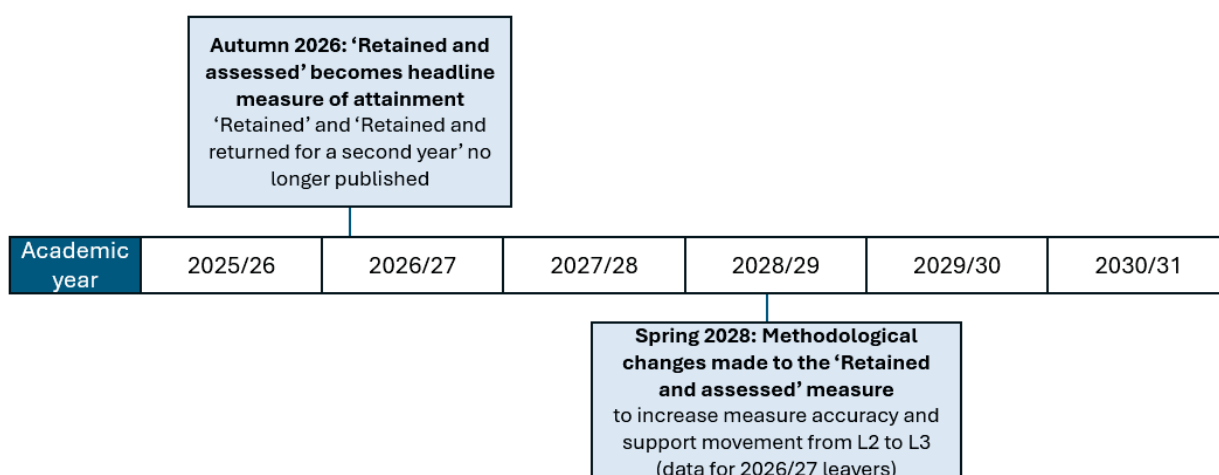 Autumn 2026: ‘Retained and
assessed’ becomes headline
measure of attainment
‘Retained’ and ‘Retained and
returned for a second year’ no
longer published
Academic
year
2025/26
2026/27
2027/28
2028/29
2029/30
2030/31
Spring 2028: Methodological
changes made to the ‘Retained
and assessed’ measure
to increase measure accuracy and
support movement from L2 to L3
(data for 2026/27 leavers)